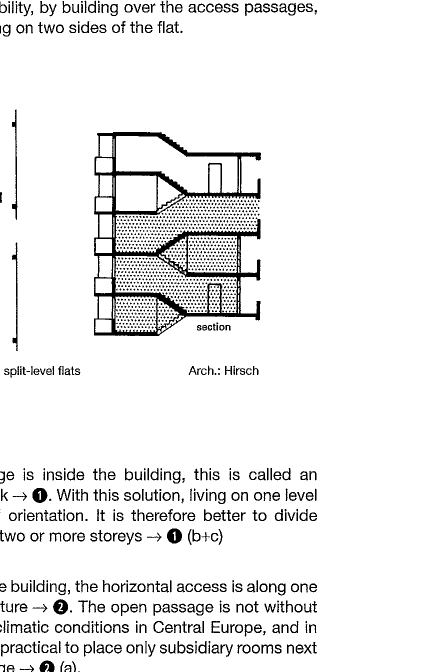 bility, by building over the access passages,
ng on two sides of the flat.
section
split-level flats
Arch.: Hirsch
ge is inside the building, this is called an
k → ❶. With this solution, living on one level
orientation. It is therefore better to divide
two or more storeys → ❶ (b+c)
e building, the horizontal access is along one
ture → ❷. The open passage is not without
climatic conditions in Central Europe, and in
practical to place only subsidiary rooms next
ge → ❷ (a).